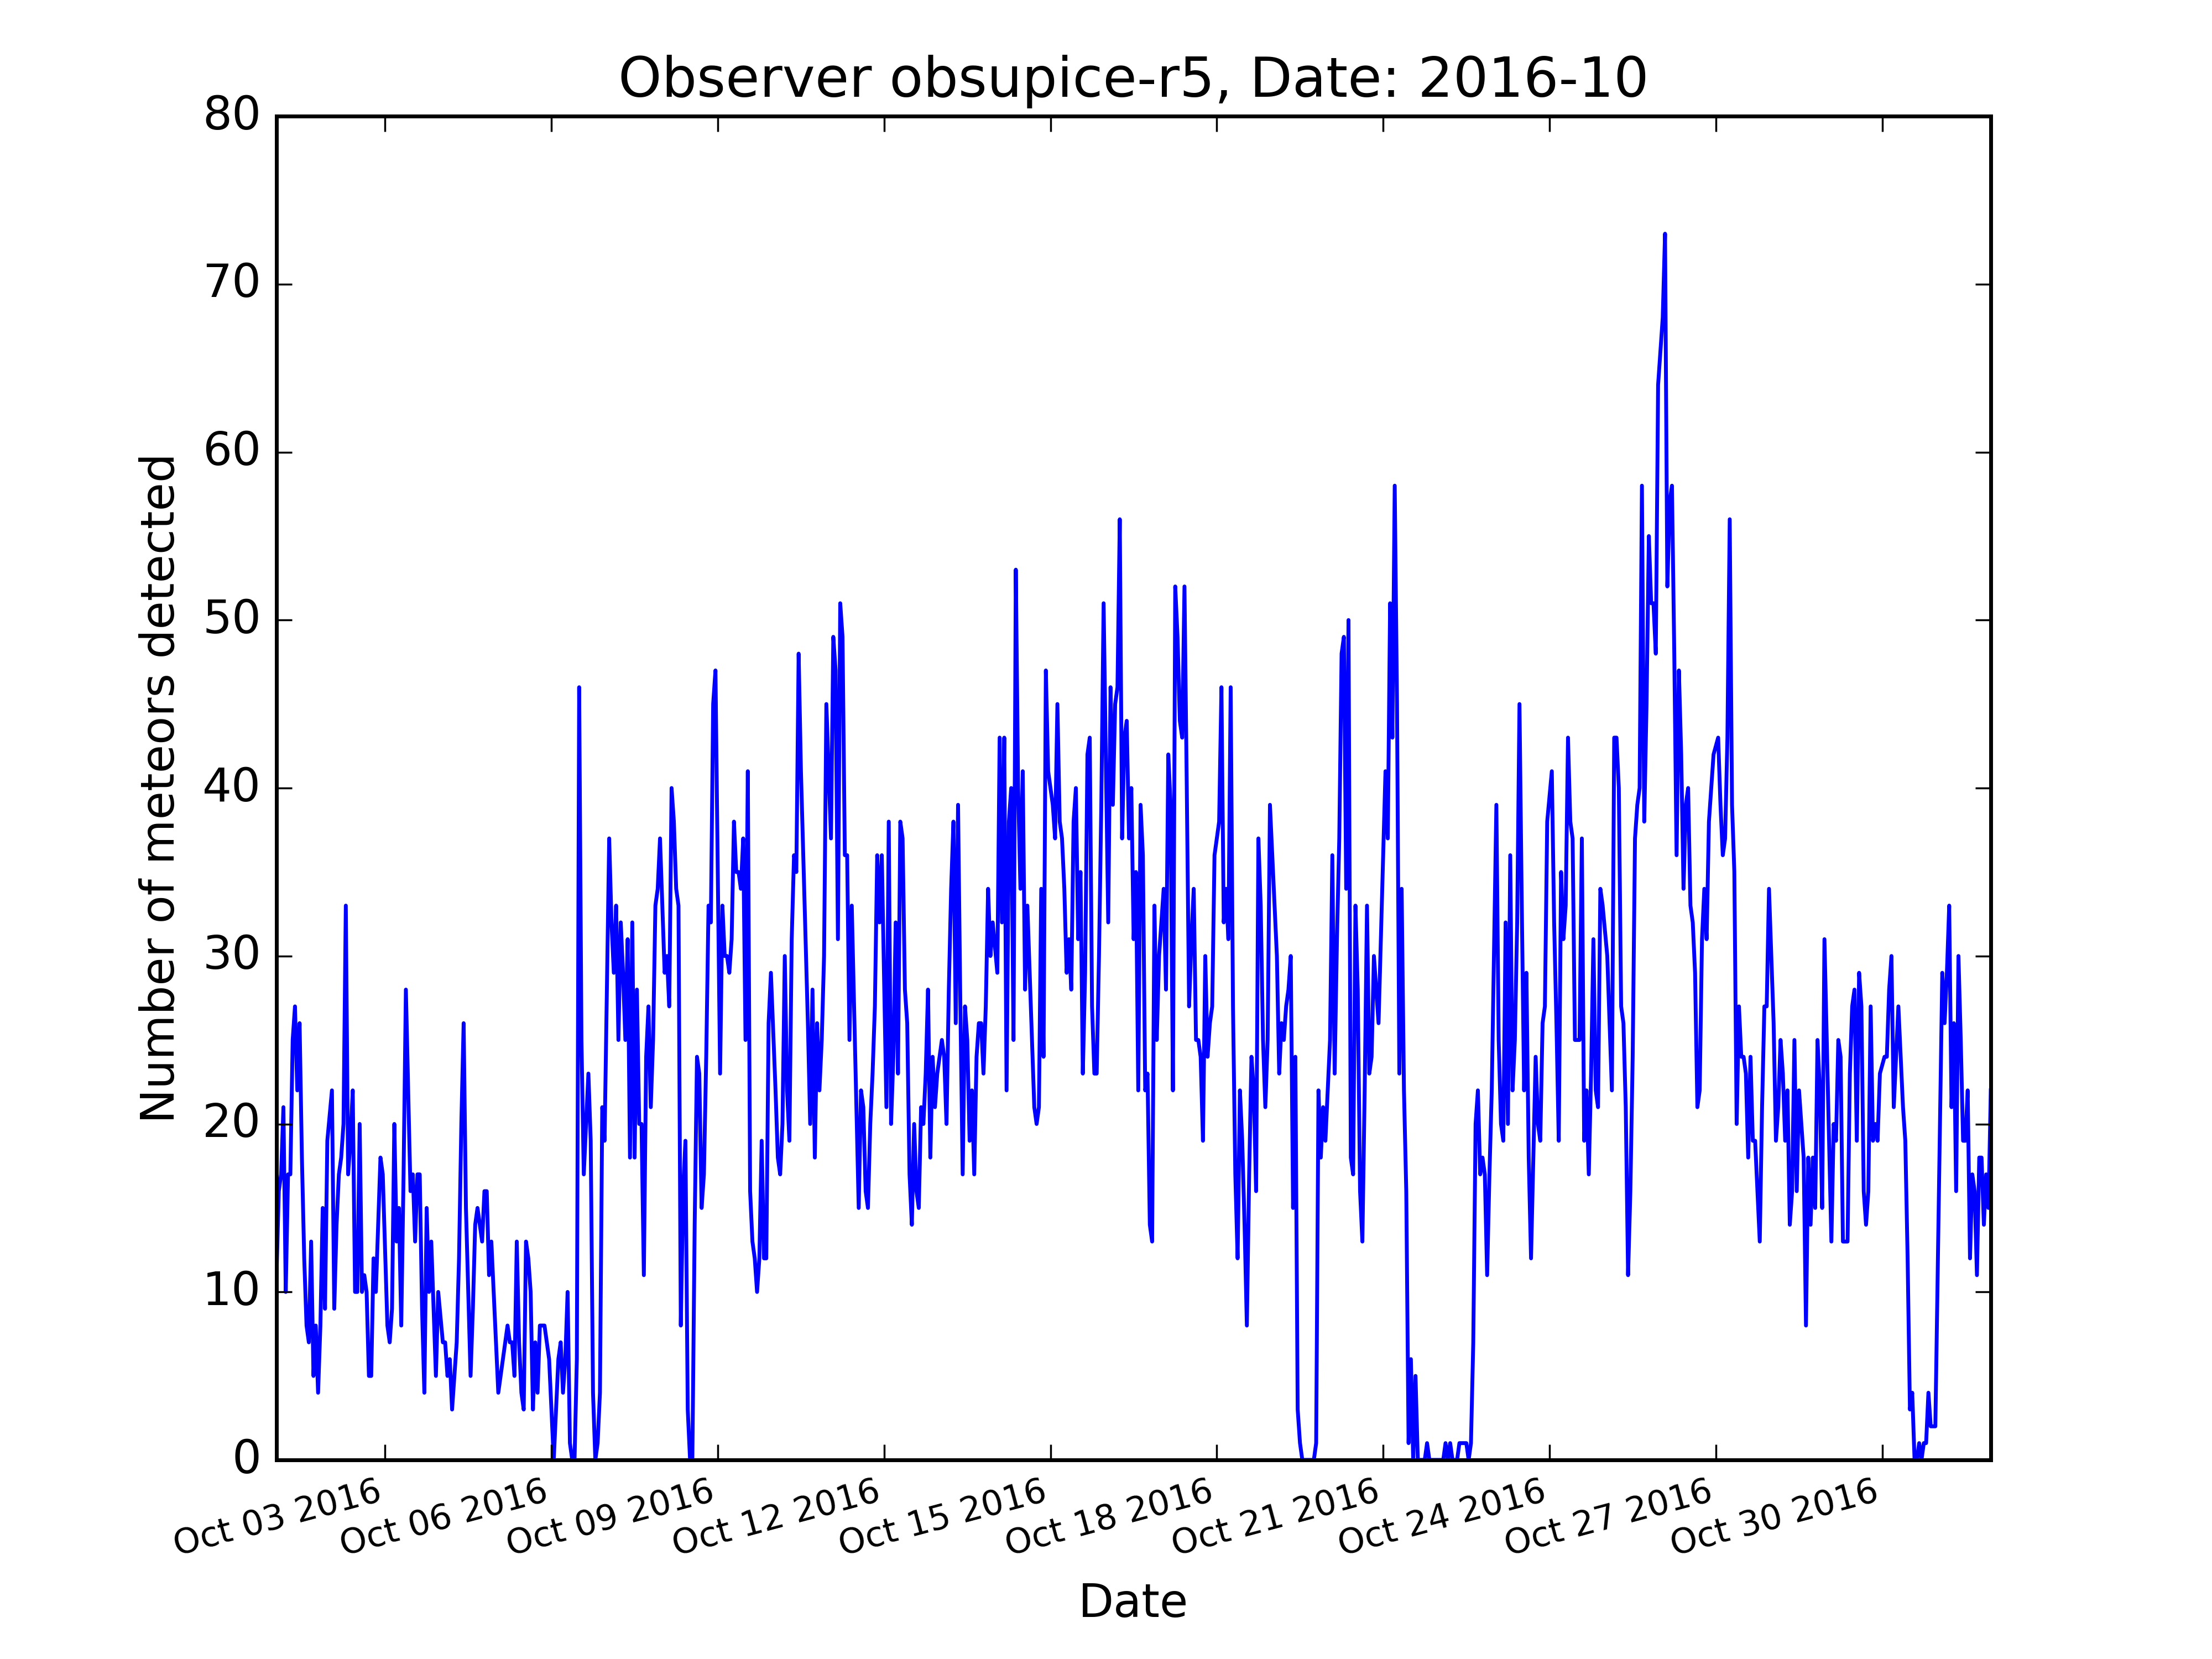 Observer obsupice-r5, Date: 2016-10
Number of meteors detected
80
70
60
50
40
30
20
10
0
Oct 03 2016
Oct 06 2016
Oct 09 2016
Oct 12 2016
Oct 15 2016
Oct 18 2016
Oct 21 2016
Oct 24 2016
Oct 27 2016
Oct 30 2016
Date